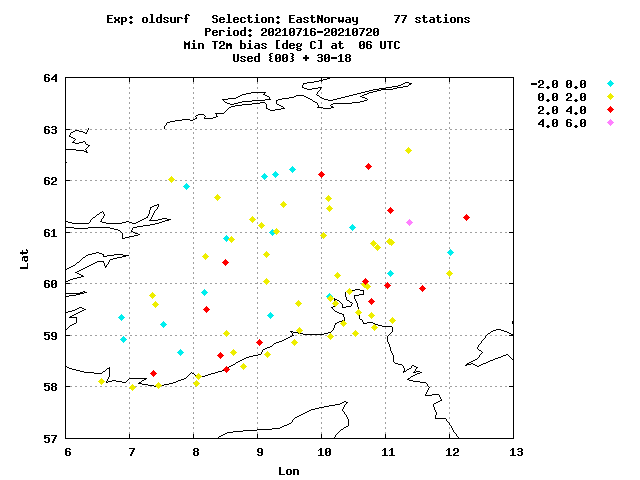 Exp: oldsurf   Selection: EastNorway     77 stations
Period: 20210716-20210720
Min T2m bias [deg C] at  06 UTC
Used {00} + 30-18
-2.0 0.0
0.0 2.0
2.0 4.0
4.0 6.0
64
63
62
61
60
59
58
57
Lat
6 7 8 9 10 11 12 13
Lon